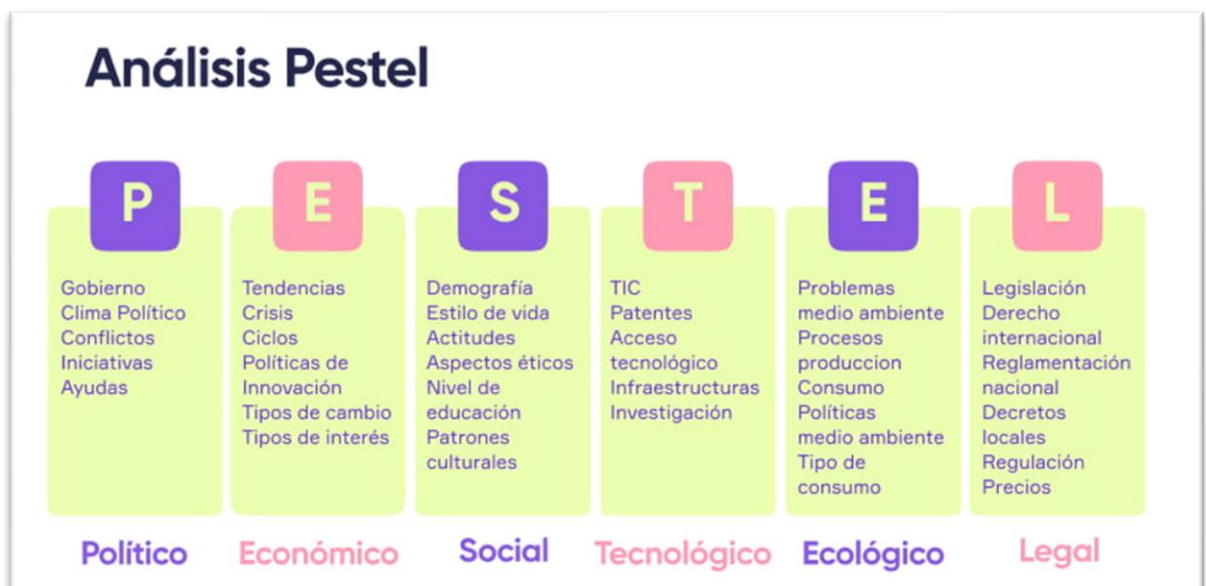 Análisis Pestel
P
Gobierno
Clima Político
Conflictos
Iniciativas
Ayudas
Político
E
Tendencias
Crisis
Ciclos
Políticas de
Innovación
Tipos de cambio
Tipos de interés
Económico
S
Demografía
Estilo de vida
Actitudes
Aspectos éticos
Nivel de
educación
Patrones
culturales
Social
T
TIC
Patentes
Acceso
tecnológico
Infraestructuras
Investigación
Tecnológico
E
Problemas
medio ambiente
Procesos
produccion
Consumo
Políticas
medio ambiente
Tipo de
consumo
Ecológico
L
Legislación
Derecho
internacional
Reglamentación
nacional
Decretos
locales
Regulación
Precios
Legal